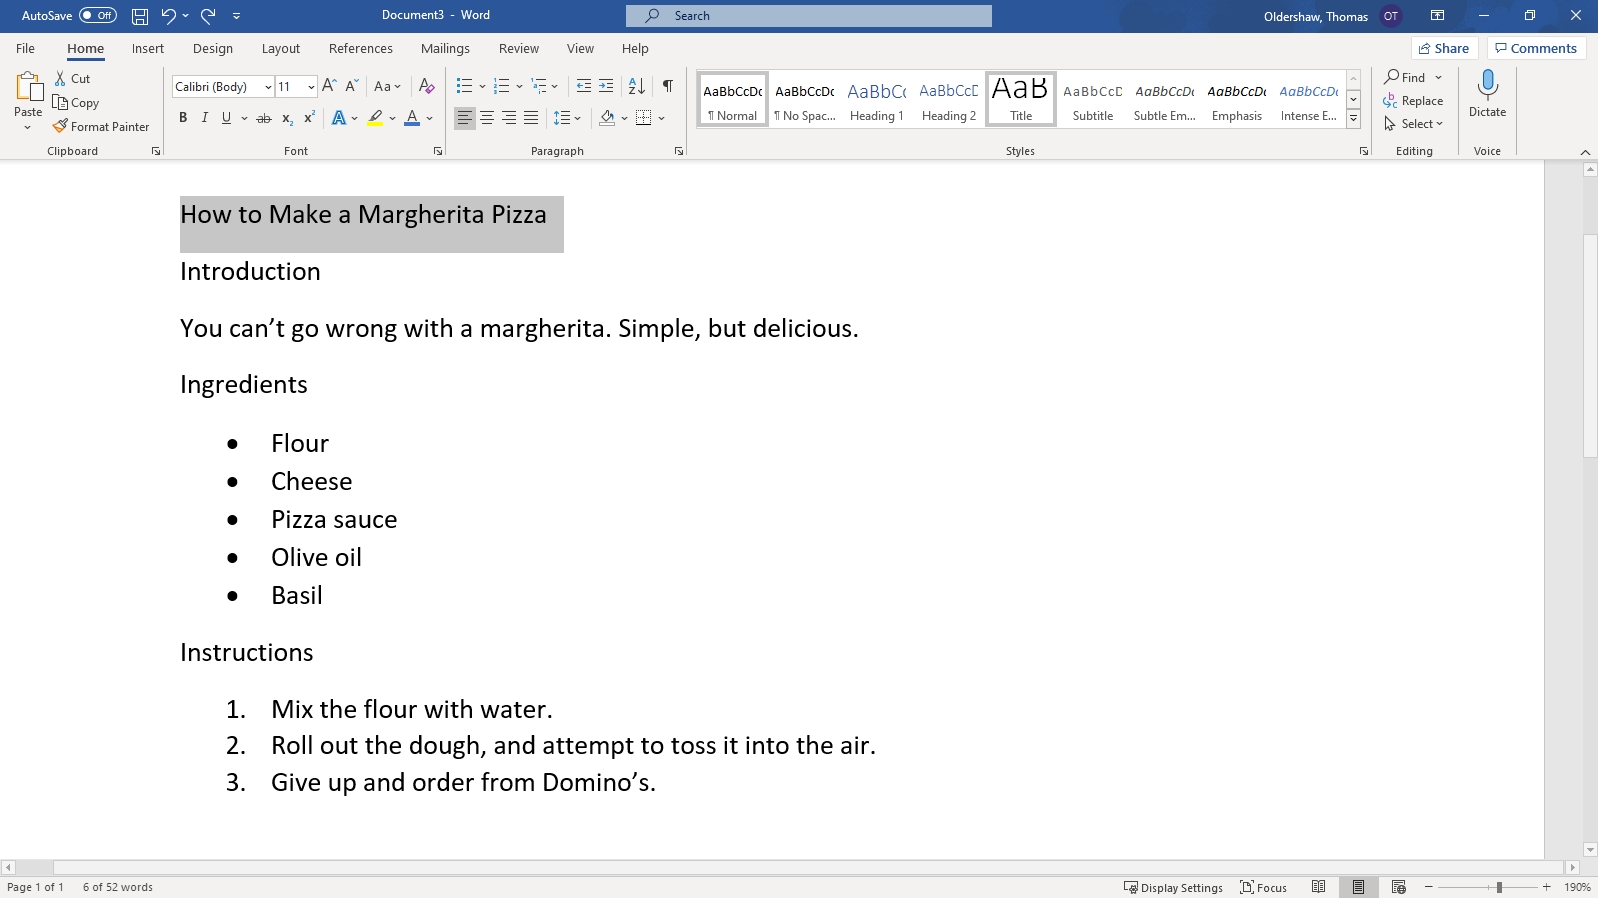 AutoSave Off Document3 - Word Search Oldershaw, Thomas OT
File Home Insert Design Layout References Mailings Review View Help Share Comments
Paste Cut Copy Format Painter Clipboard
Calibri (Body) 11 Font
Paragraph
AaBbCcDc AaBbCcDc AaBbCc AaBbCcD AaB AaBbCcD AaBbCcDc AaBbCcDc AaBbCcDc
¶ Normal ¶ No Spac... Heading 1 Heading 2 Title Subtitle Subtle Em... Emphasis Intense E...
Styles
Find Replace Select Editing
Dictate Voice
How to Make a Margherita Pizza
Introduction
You can’t go wrong with a margherita. Simple, but delicious.
Ingredients
• Flour
• Cheese
• Pizza sauce
• Olive oil
• Basil
Instructions
1. Mix the flour with water.
2. Roll out the dough, and attempt to toss it into the air.
3. Give up and order from Domino’s.
Page 1 of 1 6 of 52 words Display Settings Focus 190%